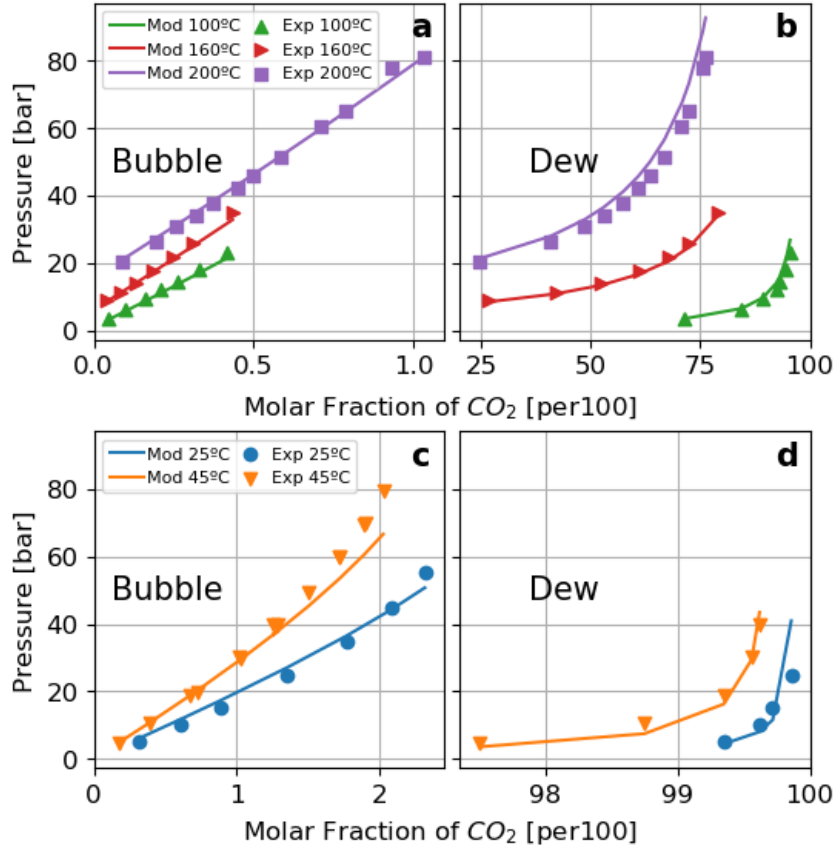 Mod 100ºC Exp 100ºC
Mod 160ºC Exp 160ºC
Mod 200ºC Exp 200ºC
a
b
80
60
40
20
0
Pressure [bar]
Bubble
Dew
0.0 0.5 1.0 25 50 75 100
Molar Fraction of CO₂ [per100]
Mod 25ºC Exp 25ºC
Mod 45ºC Exp 45ºC
c
d
80
60
40
20
0
Pressure [bar]
Bubble
Dew
0 1 2 98 99 100
Molar Fraction of CO₂ [per100]